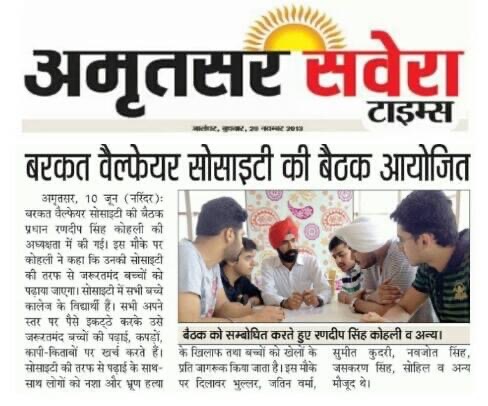 अमृतसर सवेरा
टाइम्स
जालंधर, बुधवार, 20 नवम्बर 2013
बरकत वैल्फेयर सोसाइटी की बैठक आयोजित
अमृतसर, 10 जून (नरिंदर):
बरकत वैल्फेयर सोसाइटी की बैठक
प्रधान रणदीप सिंह कोहली की
अध्यक्षता में की गई। इस मौके पर
कोहली ने कहा कि उनकी सोसाइटी
की तरफ से जरूरतमंद बच्चों को
पढ़ाया जाएगा। सोसाइटी में सभी बच्चे
कालेज के विद्यार्थी हैं। सभी अपने
स्तर पर पैसे इकट्ठे करके उसे
जरूरतमंद बच्चों की पढ़ाई, कपड़ों,
कापी-किताबों पर खर्च करते हैं।
सोसाइटी की तरफ से पढ़ाई के साथ-
साथ लोगों को नशा और भ्रूण हत्या
बैठक को सम्बोधित करते हुए रणदीप सिंह कोहली व अन्य।
के खिलाफ तथा बच्चों को खेलों के
प्रति जागरूक किया जाता है। इस मौके
पर दिलावर भुल्लर, जतिन वर्मा,
सुमीत कुदरी, नवजोत सिंह,
जसकरण सिंह, सोहिल व अन्य
मौजूद थे।